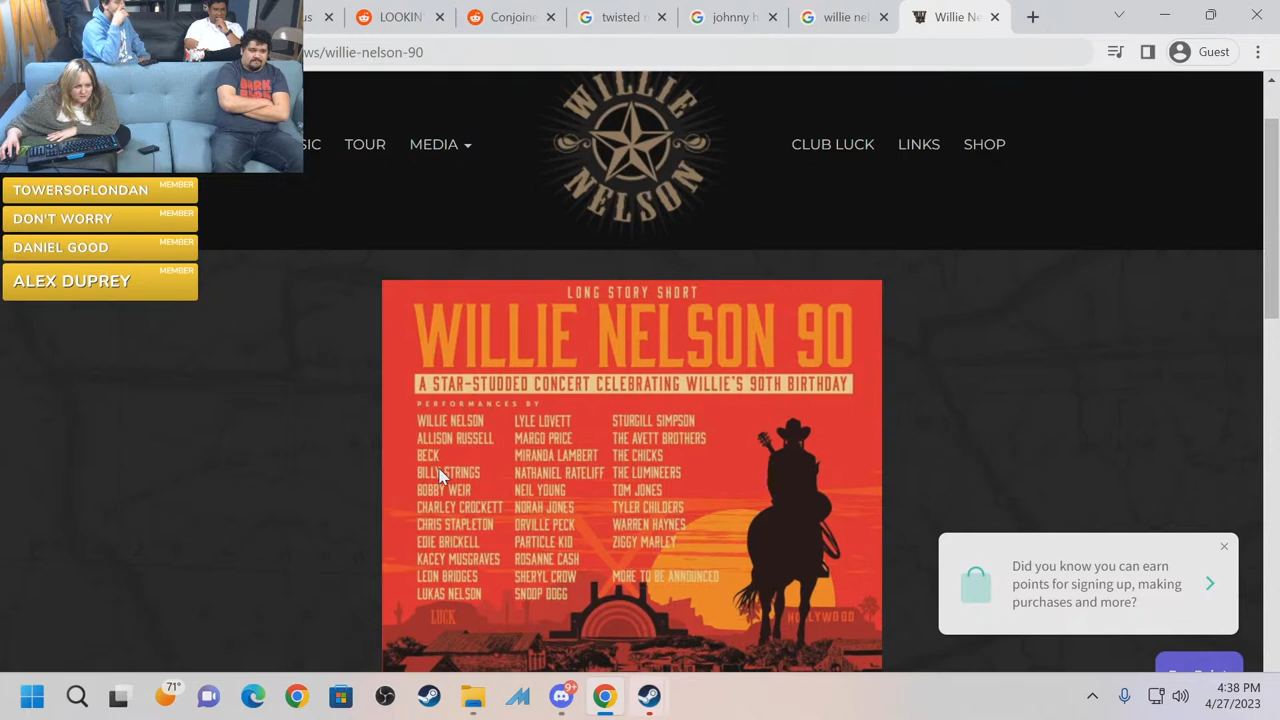 us
LOOKIN'
Conjoine
twisted
johnny h
willie nel
Willie Ne
ws/willie-nelson-90
Guest
SIC
TOUR
MEDIA
WILLIE
NELSON
CLUB LUCK
LINKS
SHOP
TOWERSOFLONDAN MEMBER
DON'T WORRY MEMBER
DANIEL GOOD MEMBER
ALEX DUPREY MEMBER
LONG STORY SHORT
WILLIE NELSON 90
A STAR-STUDDED CONCERT CELEBRATING WILLIE'S 90TH BIRTHDAY
PERFORMANCES BY
WILLIE NELSON
ALLISON RUSSELL
BECK
BILLY STRINGS
BOBBY WEIR
CHARLEY CROCKETT
CHRIS STAPLETON
EDIE BRICKELL
KACEY MUSGRAVES
LEON BRIDGES
LUKAS NELSON
LYLE LOVETT
MARGO PRICE
MIRANDA LAMBERT
NATHANIEL RATELIFF
NEIL YOUNG
NORAH JONES
ORVILLE PECK
PARTICLE KID
ROSANNE CASH
SHERYL CROW
SNOOP DOGG
STURGILL SIMPSON
THE AVETT BROTHERS
THE CHICKS
THE LUMINEERS
TOM JONES
TYLER CHILDERS
WARREN HAYNES
ZIGGY MARLEY
MORE TO BE ANNOUNCED
LUCK
HOLLYWOOD
Did you know you can earn
points for signing up, making
purchases and more?
71°
9+
4:38 PM
4/27/2023